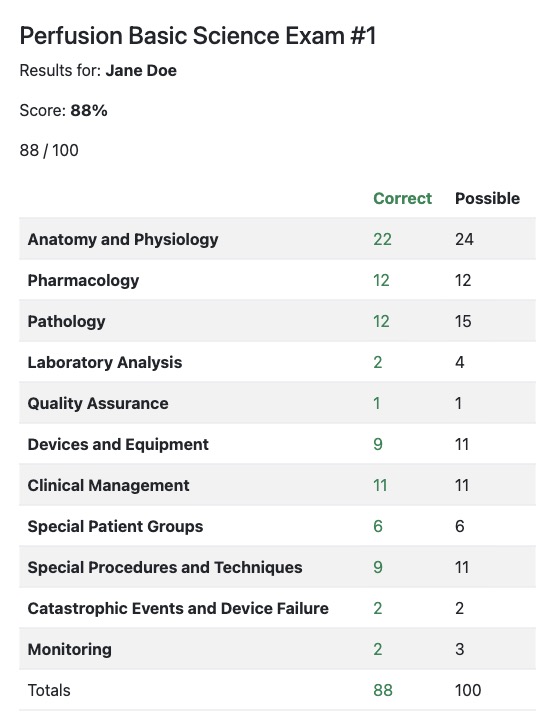 Perfusion Basic Science Exam #1
Results for: Jane Doe
Score: 88%
88 / 100
Correct Possible
Anatomy and Physiology 22 24
Pharmacology 12 12
Pathology 12 15
Laboratory Analysis 2 4
Quality Assurance 1 1
Devices and Equipment 9 11
Clinical Management 11 11
Special Patient Groups 6 6
Special Procedures and Techniques 9 11
Catastrophic Events and Device Failure 2 2
Monitoring 2 3
Totals 88 100